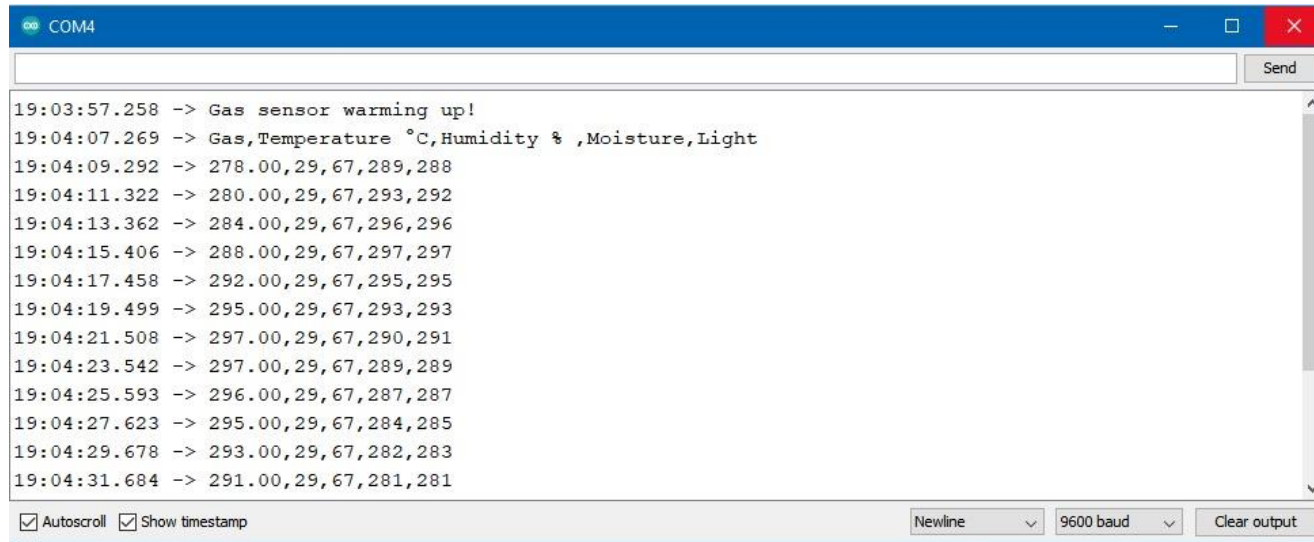 COM4
Send
19:03:57.258 -> Gas sensor warming up!
19:04:07.269 -> Gas,Temperature °C,Humidity % ,Moisture,Light
19:04:09.292 -> 278.00,29,67,289,288
19:04:11.322 -> 280.00,29,67,293,292
19:04:13.362 -> 284.00,29,67,296,296
19:04:15.406 -> 288.00,29,67,297,297
19:04:17.458 -> 292.00,29,67,295,295
19:04:19.499 -> 295.00,29,67,293,293
19:04:21.508 -> 297.00,29,67,290,291
19:04:23.542 -> 297.00,29,67,289,289
19:04:25.593 -> 296.00,29,67,287,287
19:04:27.623 -> 295.00,29,67,284,285
19:04:29.678 -> 293.00,29,67,282,283
19:04:31.684 -> 291.00,29,67,281,281
Autoscroll Show timestamp Newline 9600 baud Clear output